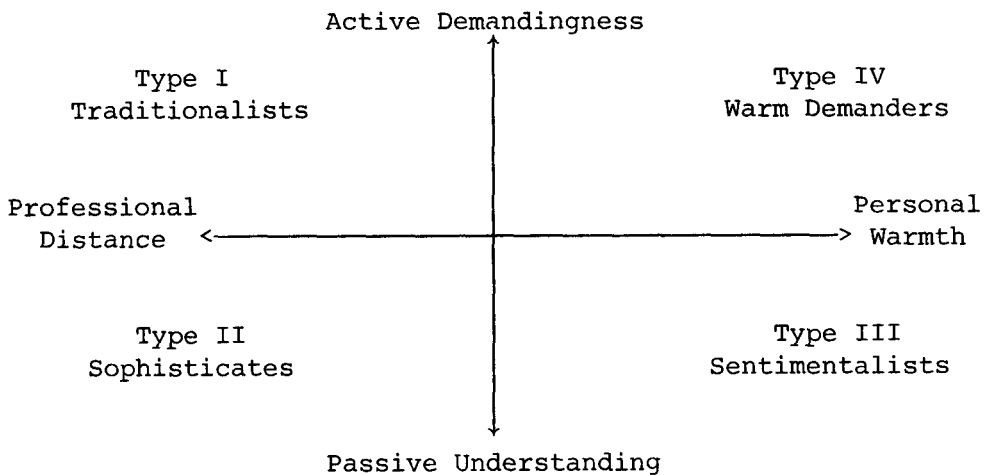 Active Demandingness
Type I
Traditionalists
Type IV
Warm Demanders
Professional
Distance
Personal
Warmth
Type II
Sophisticates
Type III
Sentimentalists
Passive Understanding